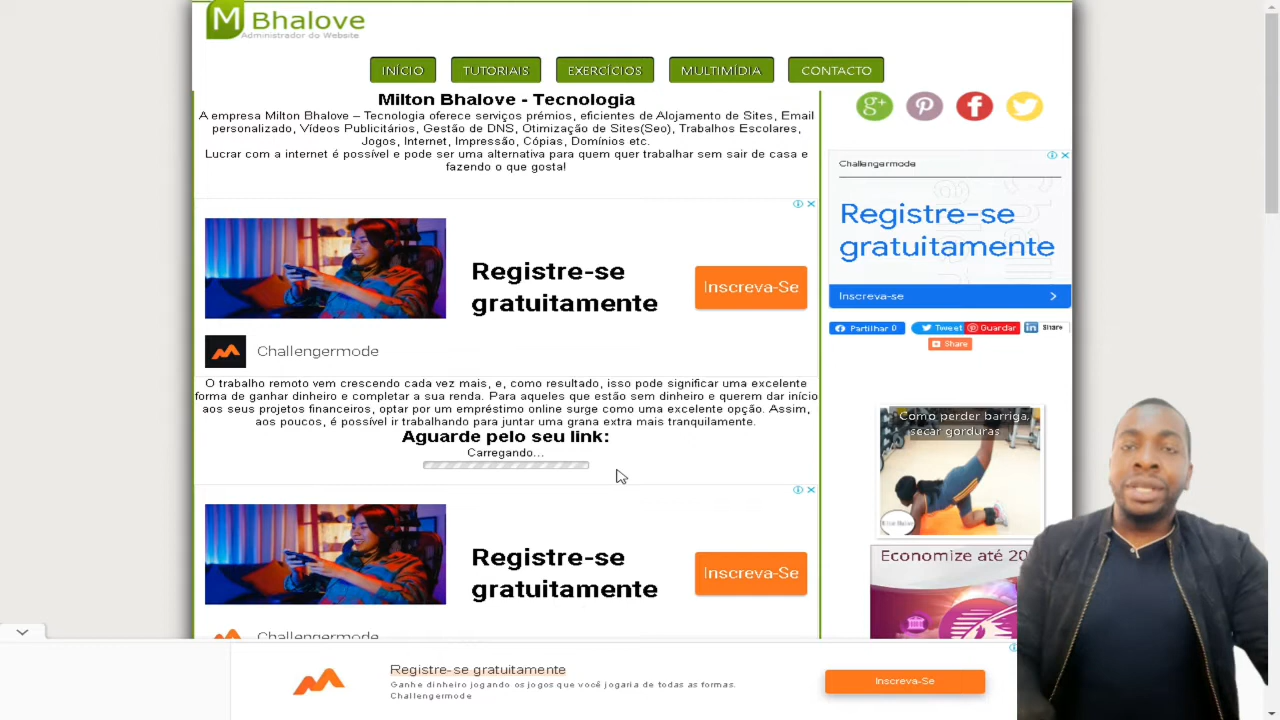 M Bhalove
Administrador do Website
INÍCIO
TUTORIAIS
EXERCÍCIOS
MULTIMÍDIA
CONTACTO
Milton Bhalove - Tecnologia
A empresa Milton Bhalove – Tecnologia oferece serviços prémios, eficientes de Alojamento de Sites, Email
personalizado, Vídeos Publicitários, Gestão de DNS, Otimização de Sites(Seo), Trabalhos Escolares,
Jogos, Internet, Impressão, Cópias, Domínios etc.
Lucrar com a internet é possível e pode ser uma alternativa para quem quer trabalhar sem sair de casa e
fazendo o que gosta!
Registre-se
gratuitamente
Inscreva-Se
Challengermode
O trabalho remoto vem crescendo cada vez mais, e, como resultado, isso pode significar uma excelente
forma de ganhar dinheiro e completar a sua renda. Para aqueles que estão sem dinheiro e querem dar início
aos seus projetos financeiros, optar por um empréstimo online surge como uma excelente opção. Assim,
aos poucos, é possível ir trabalhando para juntar uma grana extra mais tranquilamente.
Aguarde pelo seu link:
Carregando...
Registre-se
gratuitamente
Inscreva-Se
Challengermode
g+
Challengermode
Registre-se
gratuitamente
Inscreva-se
Partilhar 0
Tweet
Guardar
Share
Share
Como perder barriga,
secar gorduras
Milton Bhalove
Economize até 20
Registre-se gratuitamente
Ganhe dinheiro jogando os jogos que você jogaria de todas as formas.
Challengermode
Inscreva-Se